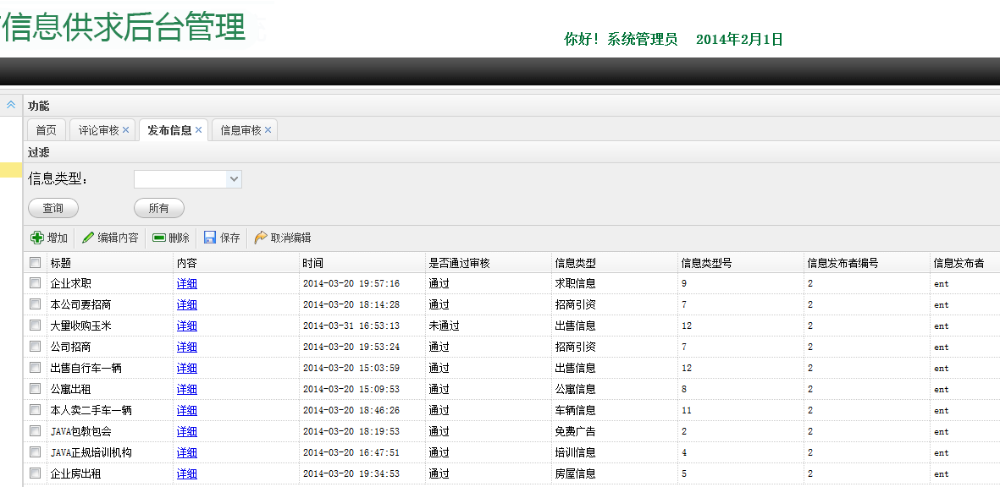 信息供求后台管理
你好！系统管理员 2014年2月1日
功能
首页 评论审核 发布信息 信息审核
过滤
信息类型：
查询 所有
增加 编辑内容 删除 保存 取消编辑
标题 内容 时间 是否通过审核 信息类型 信息类型号 信息发布者编号 信息发布者
企业求职 详细 2014-03-20 19:57:16 通过 求职信息 9 2 ent
本公司要招商 详细 2014-03-20 18:14:28 通过 招商引资 7 2 ent
大量收购玉米 详细 2014-03-31 16:53:13 未通过 出售信息 12 2 ent
公司招商 详细 2014-03-20 19:53:24 通过 招商引资 7 2 ent
出售自行车一辆 详细 2014-03-20 15:03:59 通过 出售信息 12 2 ent
公寓出租 详细 2014-03-20 15:09:53 通过 公寓信息 8 2 ent
本人卖二手车一辆 详细 2014-03-20 18:46:26 通过 车辆信息 11 2 ent
JAVA包教包会 详细 2014-03-20 18:19:53 通过 免费广告 2 2 ent
JAVA正规培训机构 详细 2014-03-20 16:47:51 通过 培训信息 4 2 ent
企业房出租 详细 2014-03-20 19:34:53 通过 房屋信息 5 2 ent